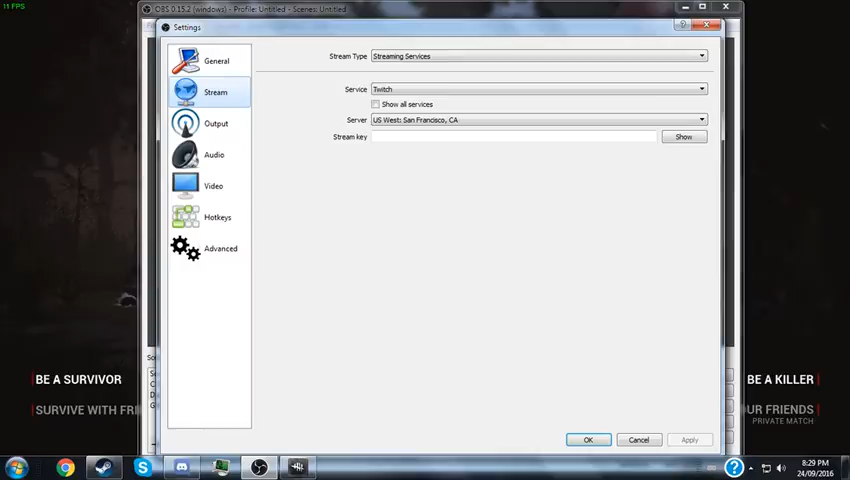 11 FPS
OBS 0.15.2 (windows) - Profile: Untitled - Scenes: Untitled
Settings
General
Stream
Output
Audio
Video
Hotkeys
Advanced
Stream Type Streaming Services
Service Twitch
Show all services
Server US West: San Francisco, CA
Stream key Show
BE A SURVIVOR
SURVIVE WITH FRI
BE A KILLER
OUR FRIENDS
PRIVATE MATCH
OK Cancel Apply
8:29 PM
24/09/2016